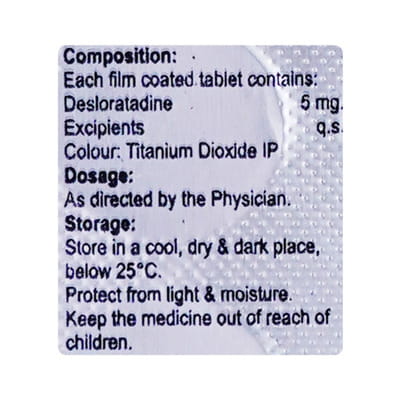 Composition:
Each film coated tablet contains:
Desloratadine 5 mg.
Excipients q.s.
Colour: Titanium Dioxide IP
Dosage:
As directed by the Physician.
Storage:
Store in a cool, dry & dark place,
below 25°C.
Protect from light & moisture.
Keep the medicine out of reach of
children.